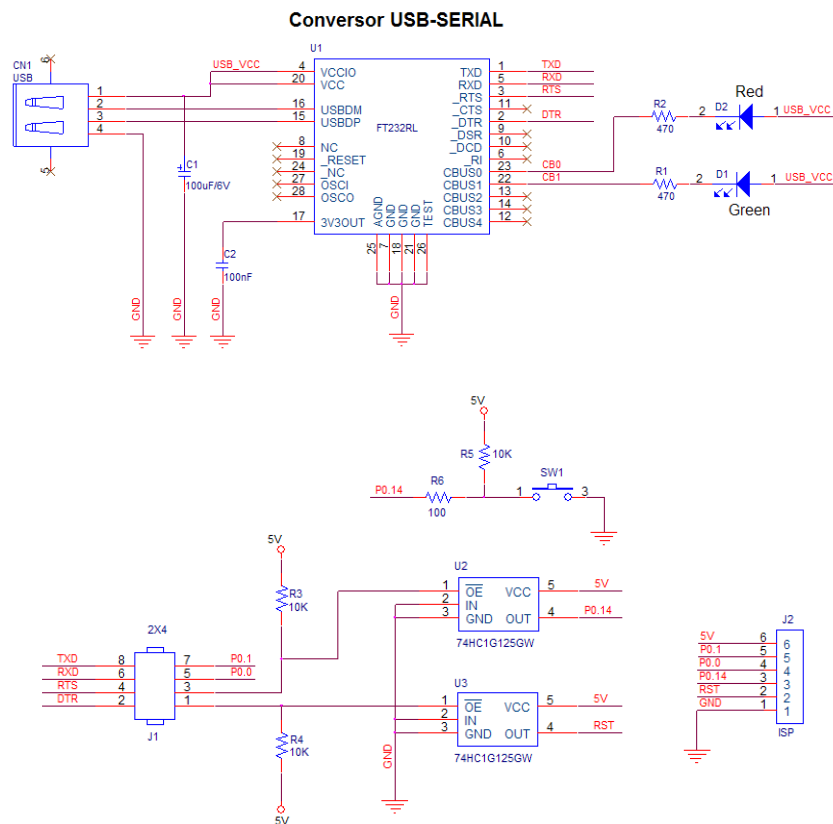 Conversor USB-SERIAL
CN1
USB
6
1
2
3
4
5
USB_VCC
U1
4 VCCIO
20 VCC
16 USBDM
15 USBDP
8 NC
19 _RESET
24 _NC
27 OSCI
28 OSCO
17 3V3OUT
FT232RL
TXD 1 TXD
RXD 5 RXD
_RTS 3 RTS
_CTS 11
_DTR 2 DTR
_DSR 9
_DCD 10
_RI 6
CBUS0 23 CB0
CBUS1 22 CB1
CBUS2 13
CBUS3 14
CBUS4 12
AGND GND GND GND TEST
25 7 18 21 26
C1
100uF/6V
C2
100nF
GND GND GND GND
R2
470
2 D2 1 USB_VCC
Red
R1
470
2 D1 1 USB_VCC
Green
5V
R5 10K
P0.14 R6
100
SW1
1 3
5V
R3
10K
2X4
TXD 8 7 P0.1
RXD 6 5 P0.0
RTS 4 3
DTR 2 1
J1
R4
10K
5V
U2
1 OE VCC 5 5V
2 IN
3 GND OUT 4 P0.14
74HC1G125GW
U3
1 OE VCC 5 5V
2 IN
3 GND OUT 4 RST
74HC1G125GW
GND
J2
5V 6 6
P0.1 5 5
P0.0 4 4
P0.14 3 3
RST 2 2
GND 1 1
ISP